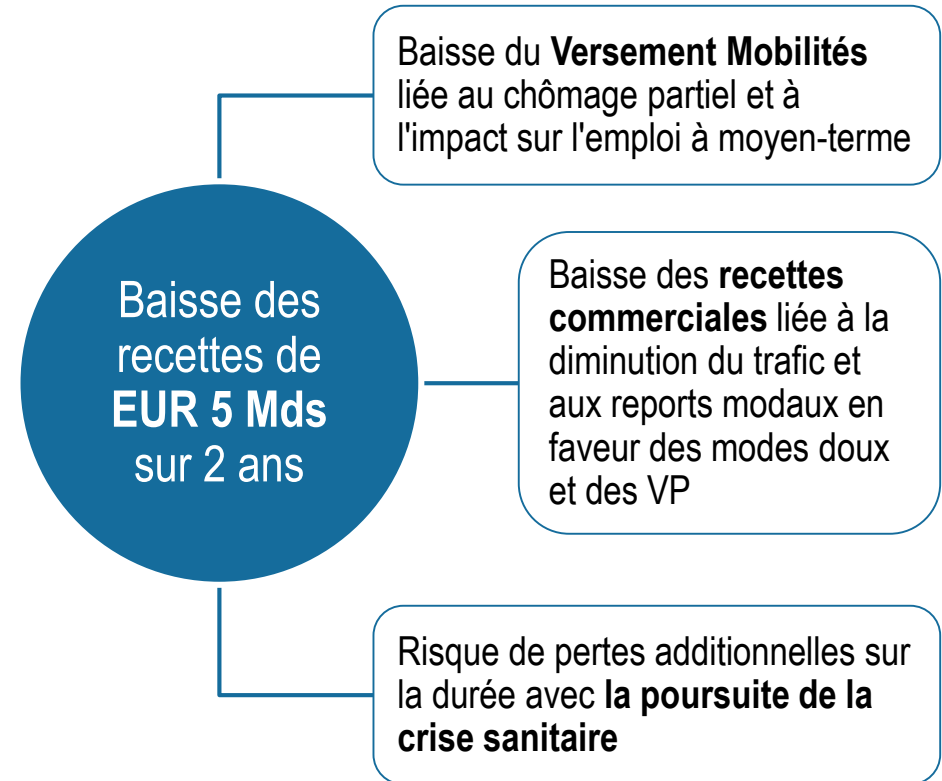 Baisse du Versement Mobilités
liée au chômage partiel et à
l'impact sur l'emploi à moyen-terme
Baisse des
recettes de
EUR 5 Mds
sur 2 ans
Baisse des recettes
commerciales liée à la
diminution du trafic et
aux reports modaux en
faveur des modes doux
et des VP
Risque de pertes additionnelles sur
la durée avec la poursuite de la
crise sanitaire